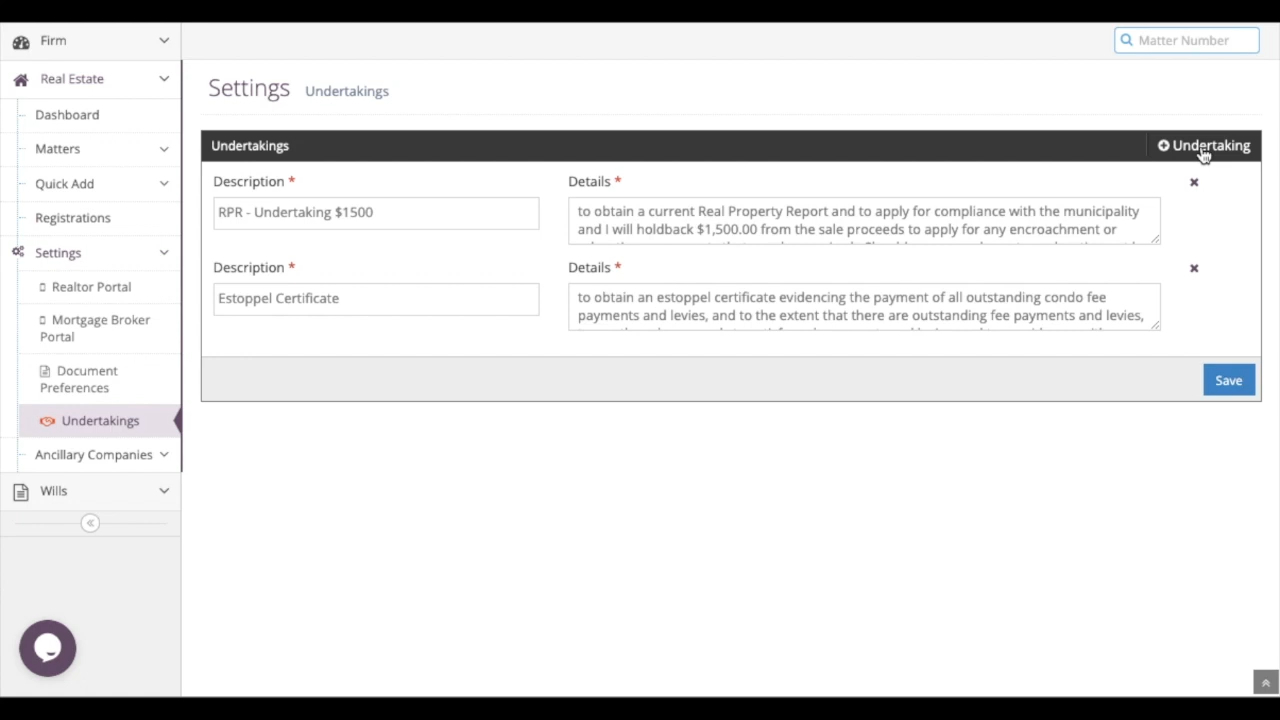 Firm
Matter Number
Real Estate
Settings Undertakings
Dashboard
Undertakings
Undertaking
Matters
Description * Details *
Quick Add
RPR - Undertaking $1500
to obtain a current Real Property Report and to apply for compliance with the municipality
and I will holdback $1,500.00 from the sale proceeds to apply for any encroachment or
Registrations
Settings
Description * Details *
Realtor Portal
Estoppel Certificate
to obtain an estoppel certificate evidencing the payment of all outstanding condo fee
payments and levies, and to the extent that there are outstanding fee payments and levies,
Mortgage Broker
Portal
Document
Preferences
Save
Undertakings
Ancillary Companies
Wills